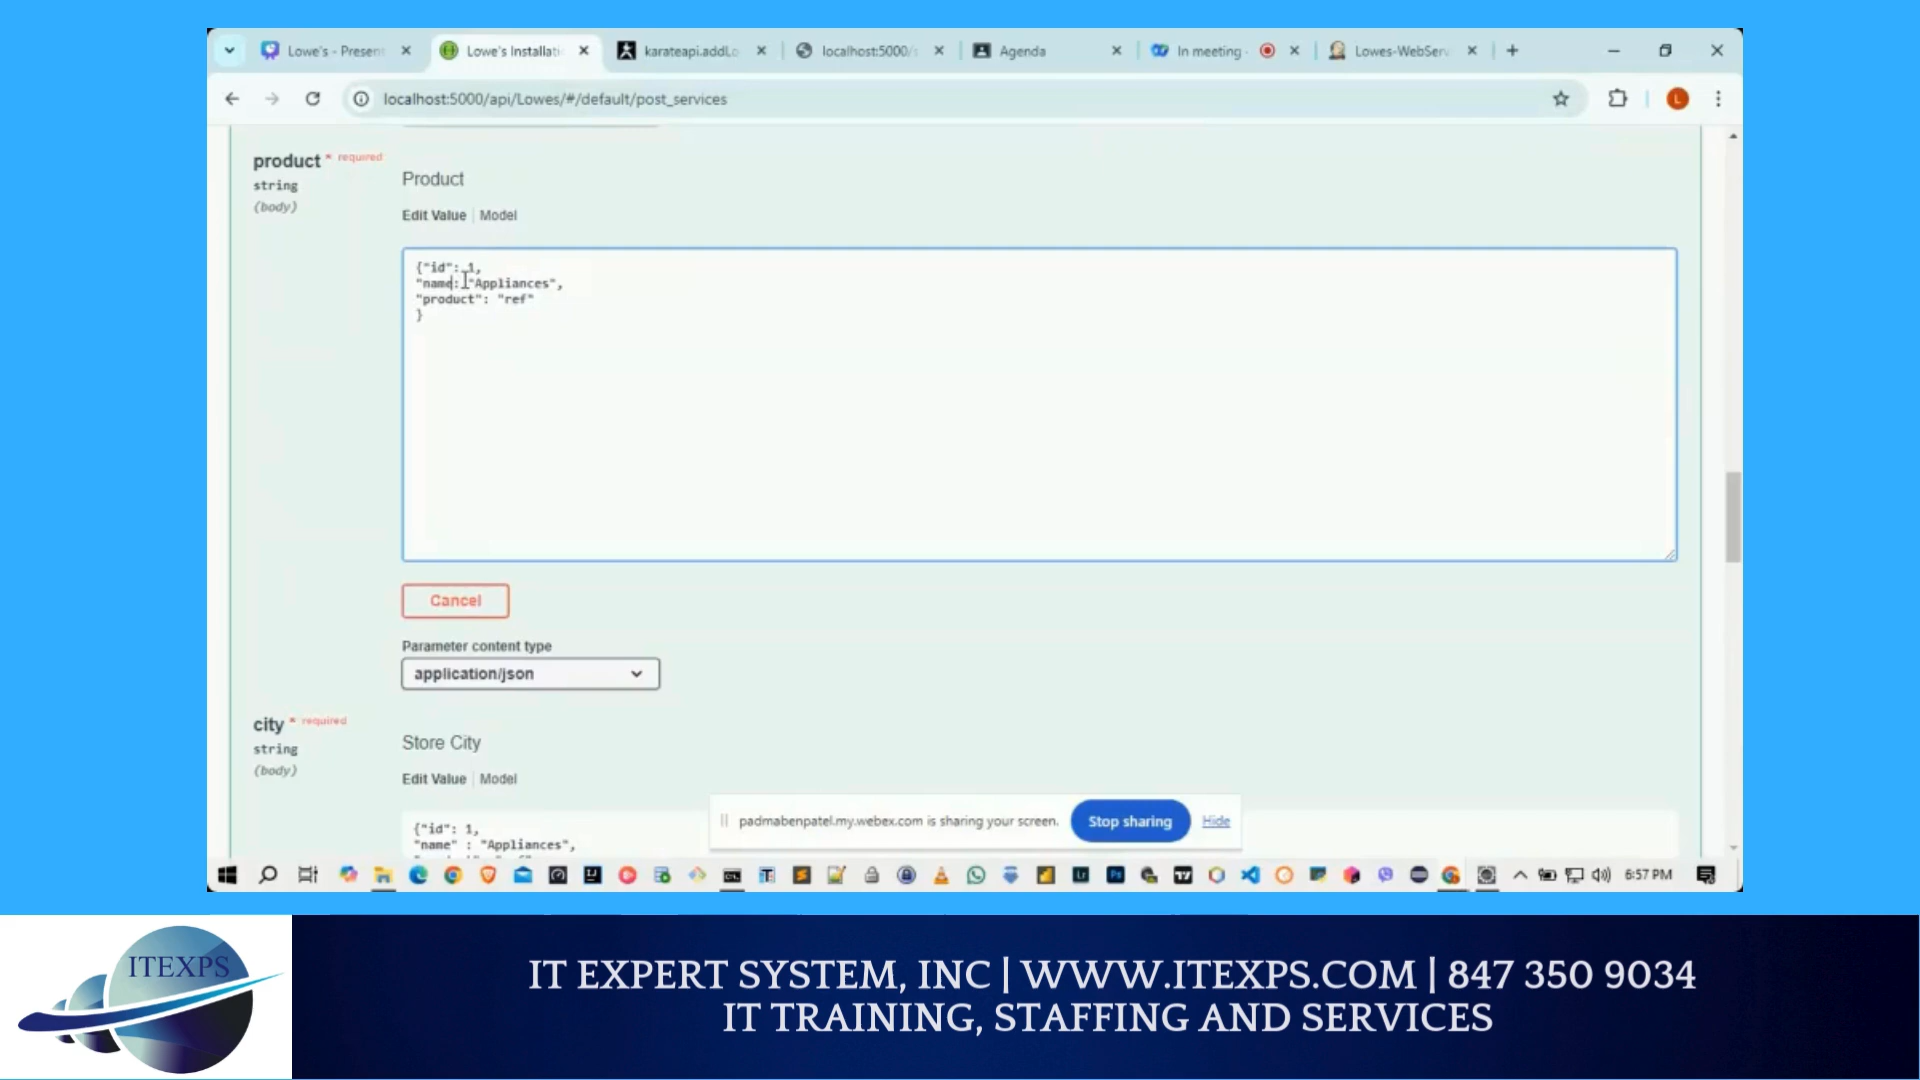 Lowe's - Present
Lowe's Installati
karateapi.addLo
localhost:5000/
Agenda
In meeting
Lowes-WebServ
localhost:5000/api/Lowes/#/default/post_services
L
product * required
string
(body)
Product
Edit Value | Model
{"id": 1,
"name: "Appliances",
"product": "ref"
}
Cancel
Parameter content type
application/json
city * required
string
(body)
Store City
Edit Value | Model
{"id": 1,
"name" : "Appliances",
padmabenpatel.my.webex.com is sharing your screen.
Stop sharing
Hide
6:57 PM
ITEXPS
IT EXPERT SYSTEM, INC | WWW.ITEXPS.COM | 847 350 9034
IT TRAINING, STAFFING AND SERVICES